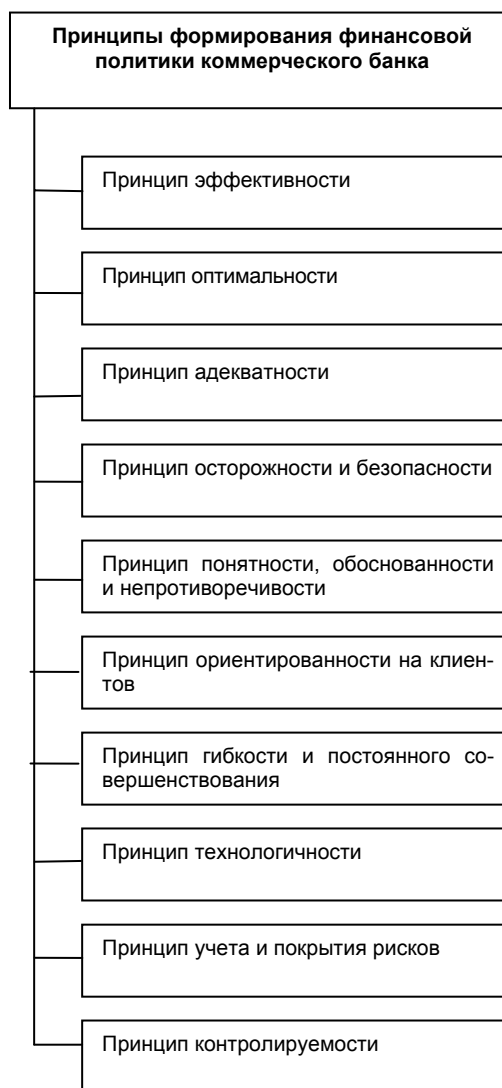 Принципы формирования финансовой
политики коммерческого банка
Принцип эффективности
Принцип оптимальности
Принцип адекватности
Принцип осторожности и безопасности
Принцип понятности, обоснованности
и непротиворечивости
Принцип ориентированности на клиен-
тов
Принцип гибкости и постоянного со-
вершенствования
Принцип технологичности
Принцип учета и покрытия рисков
Принцип контролируемости